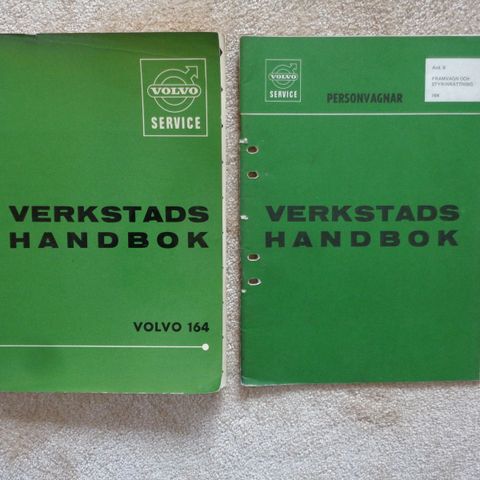 VOLVO
SERVICE
VERKSTADS
HANDBOK
VOLVO 164
VOLVO
SERVICE
PERSONVAGNAR
FRAMVAGN OCH
STYRINRÄTTNING
164
VERKSTADS
HANDBOK